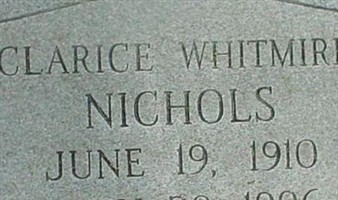 CLARICE WHITMIRE
NICHOLS
JUNE 19, 1910